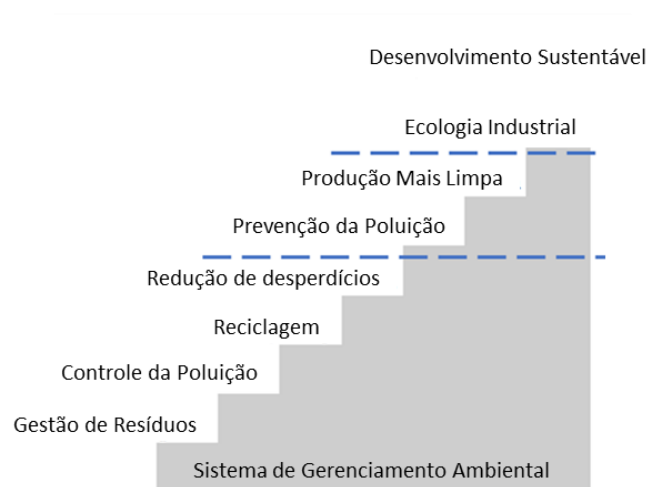 Desenvolvimento Sustentável
Ecologia Industrial
Produção Mais Limpa
Prevenção da Poluição
Redução de desperdícios
Reciclagem
Controle da Poluição
Gestão de Resíduos
Sistema de Gerenciamento Ambiental